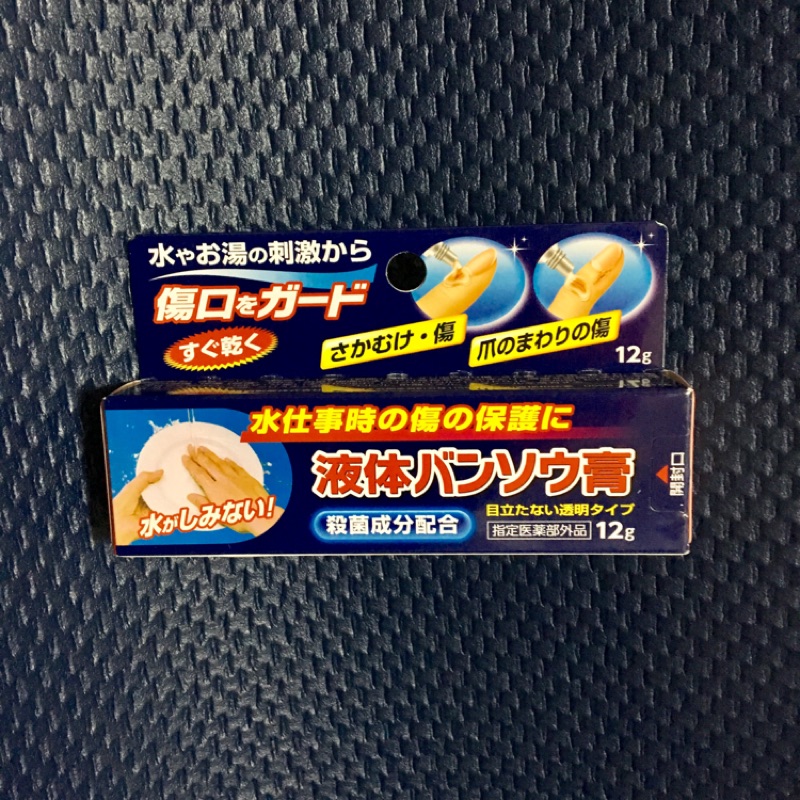 水やお湯の刺激から
傷口をガード
すぐ乾く
さかむけ・傷
爪のまわりの傷
12g
水仕事時の傷の保護に
液体バンソウ膏
水がしみない!
殺菌成分配合
目立たない透明タイプ
指定医薬部外品
12g
開封口